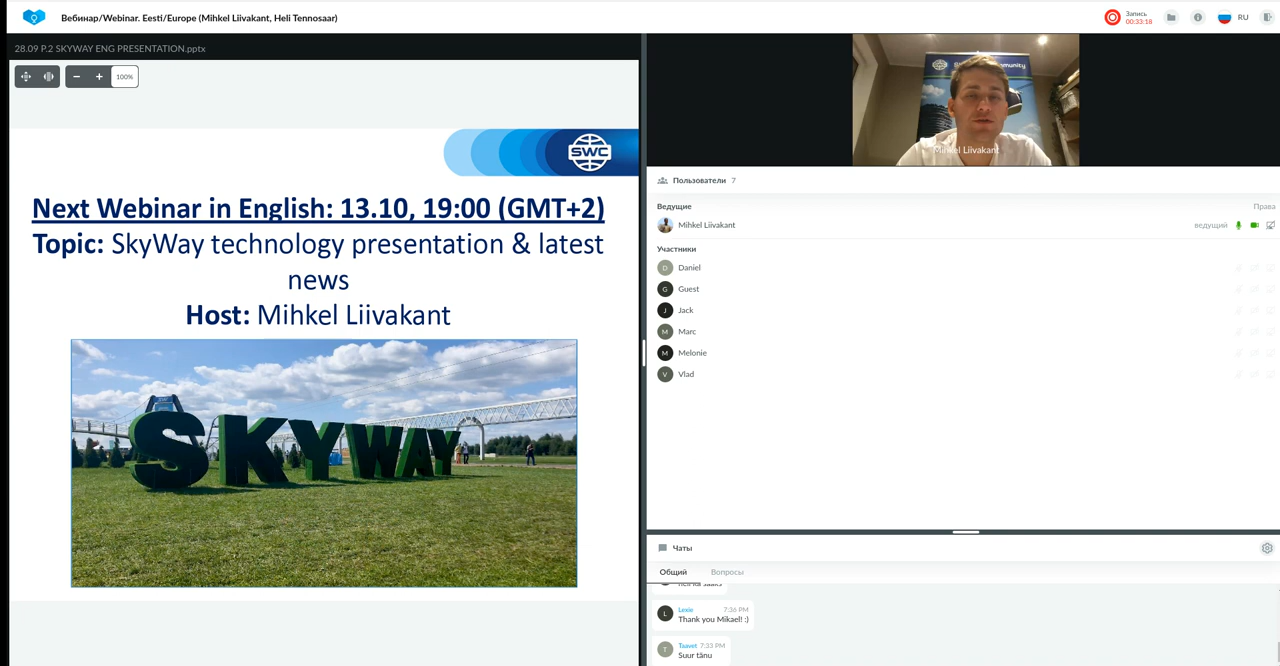 Вебинар/Webinar. Eesti/Europe (Mihkel Liivakant, Heli Tennosaar)
Запись
00:33:18
RU
28.09 P.2 SKYWAY ENG PRESENTATION.pptx
100%
SWC
Next Webinar in English: 13.10, 19:00 (GMT+2)
Topic: SkyWay technology presentation & latest
news
Host: Mihkel Liivakant
SKYWAY
Mihkel Liivakant
Пользователи 7
Ведущие
Права
Mihkel Liivakant
ведущий
Участники
D Daniel
G Guest
J Jack
M Marc
M Melonie
V Vlad
Чаты
Общий
Вопросы
L Lexie 7:36 PM
Thank you Mikael! :)
T Taavet 7:33 PM
Suur tänu